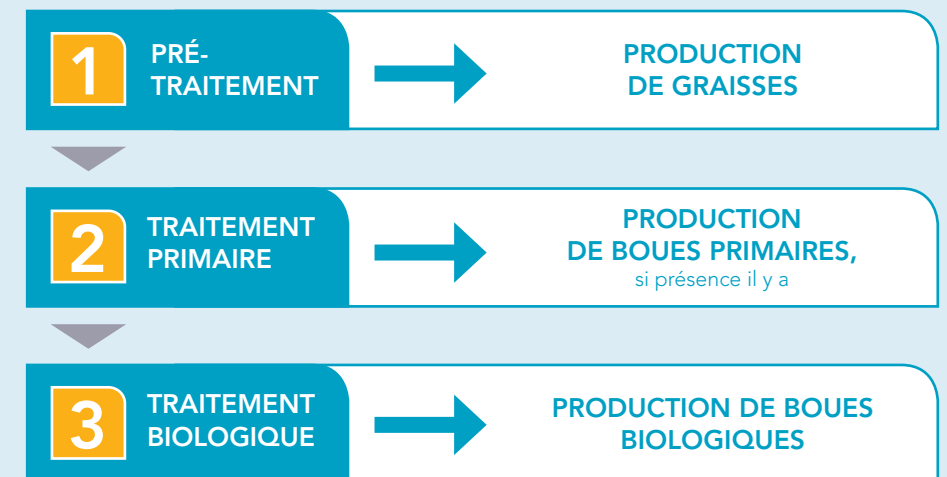 1
PRÉ-
TRAITEMENT
PRODUCTION
DE GRAISSES
2
TRAITEMENT
PRIMAIRE
PRODUCTION
DE BOUES PRIMAIRES,
si présence il y a
3
TRAITEMENT
BIOLOGIQUE
PRODUCTION DE BOUES
BIOLOGIQUES